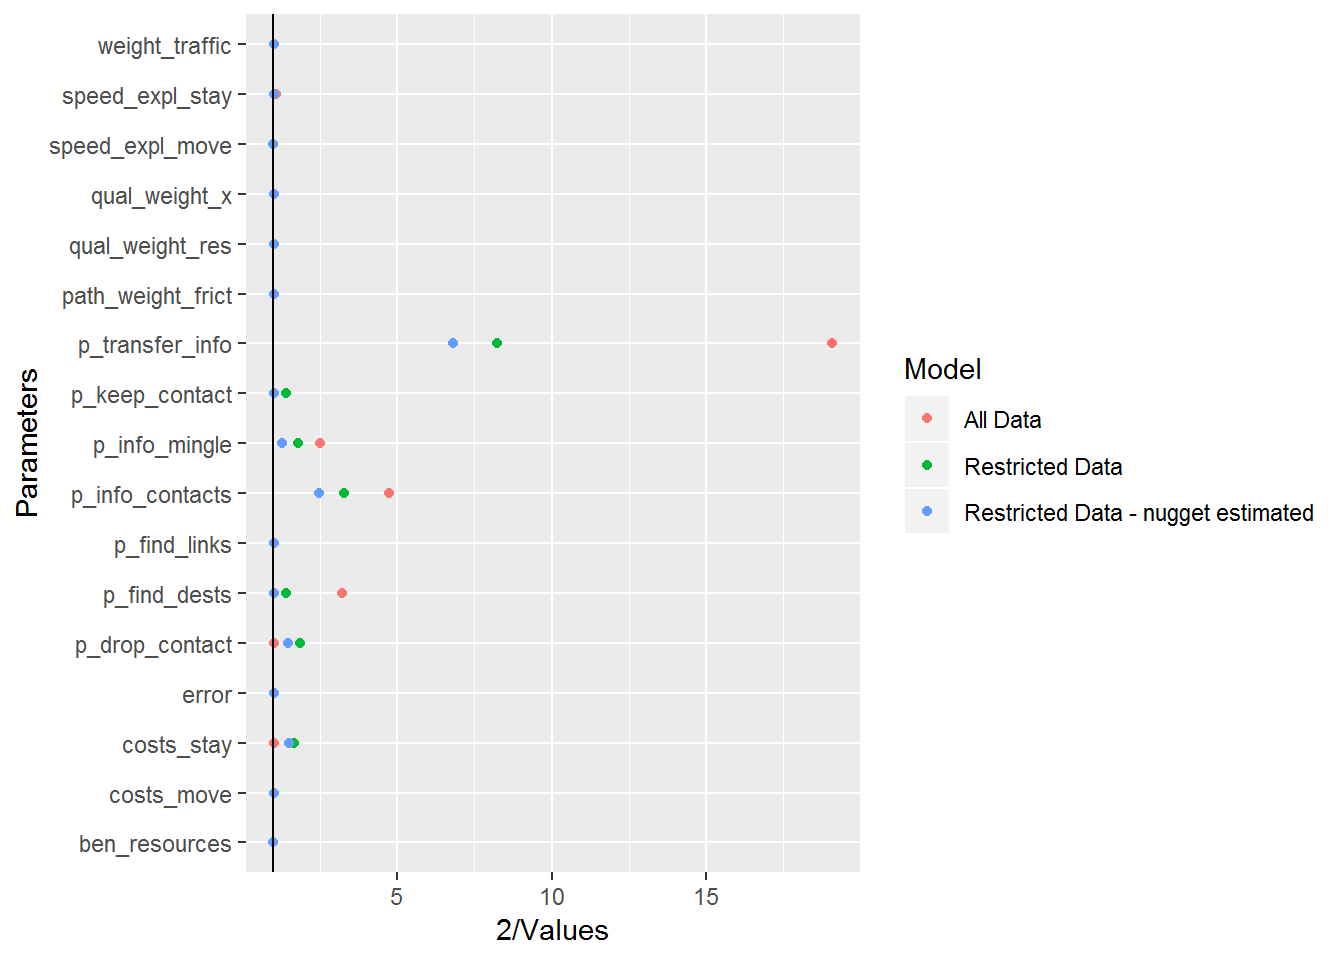 weight_traffic
speed_expl_stay
speed_expl_move
qual_weight_x
qual_weight_res
path_weight_frict
p_transfer_info
p_keep_contact
p_info_mingle
p_info_contacts
p_find_links
p_find_dests
p_drop_contact
error
costs_stay
costs_move
ben_resources
Parameters
5 10 15
2/Values
Model
All Data
Restricted Data
Restricted Data - nugget estimated